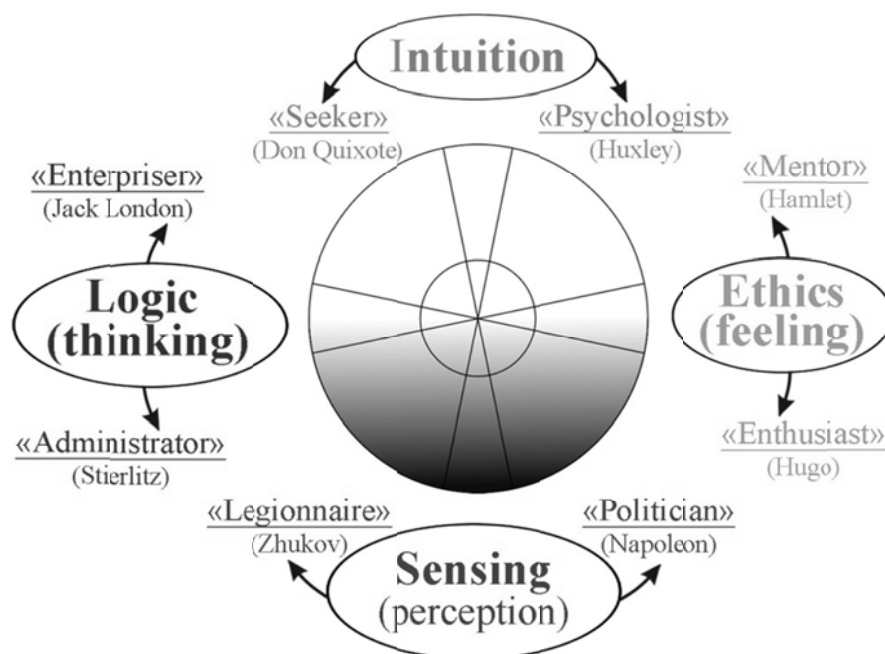 Intuition
«Seeker»
(Don Quixote)
«Psychologist»
(Huxley)
«Enterpriser»
(Jack London)
«Mentor»
(Hamlet)
Logic
(thinking)
Ethics
(feeling)
«Administrator»
(Stierlitz)
«Enthusiast»
(Hugo)
«Legionnaire»
(Zhukov)
«Politician»
(Napoleon)
Sensing
(perception)